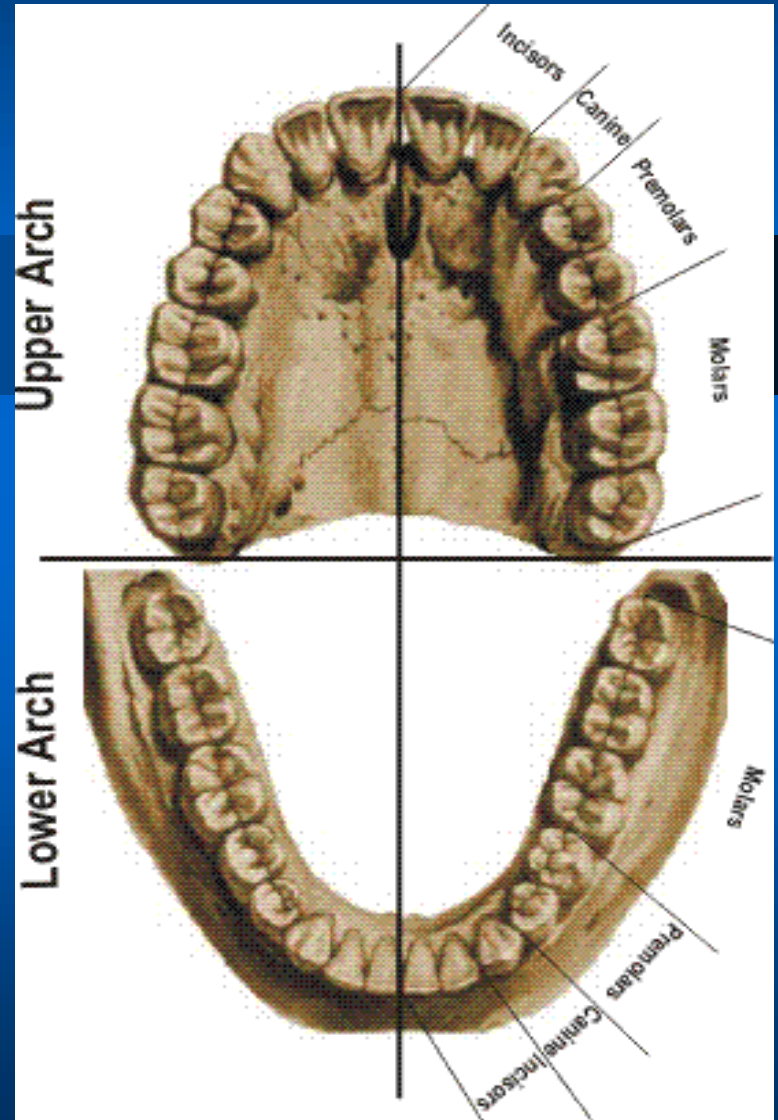 Upper Arch
Incisors
Canine
Premolars
Molars
Lower Arch
Molars
Premolars
Canine
Incisors